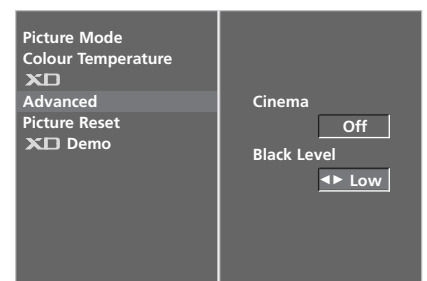 Picture Mode
Colour Temperature
XD
Advanced
Picture Reset
XD Demo
Cinema
Off
Black Level
◄► Low